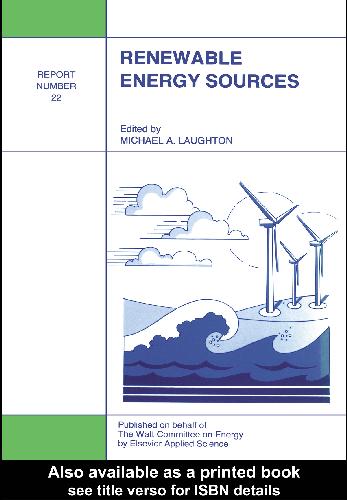 RENEWABLE
ENERGY SOURCES
REPORT
NUMBER
22
Edited by
MICHAEL A. LAUGHTON
Published on behalf of
The Watt Committee on Energy
by Elsevier Applied Science
Also available as a printed book
see title verso for ISBN details